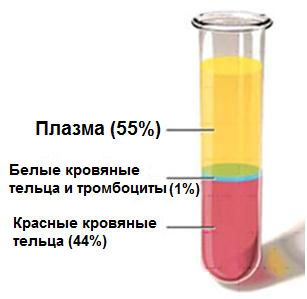 Плазма (55%)
Белые кровяные
тельца и тромбоциты (1%)
Красные кровяные
тельца (44%)